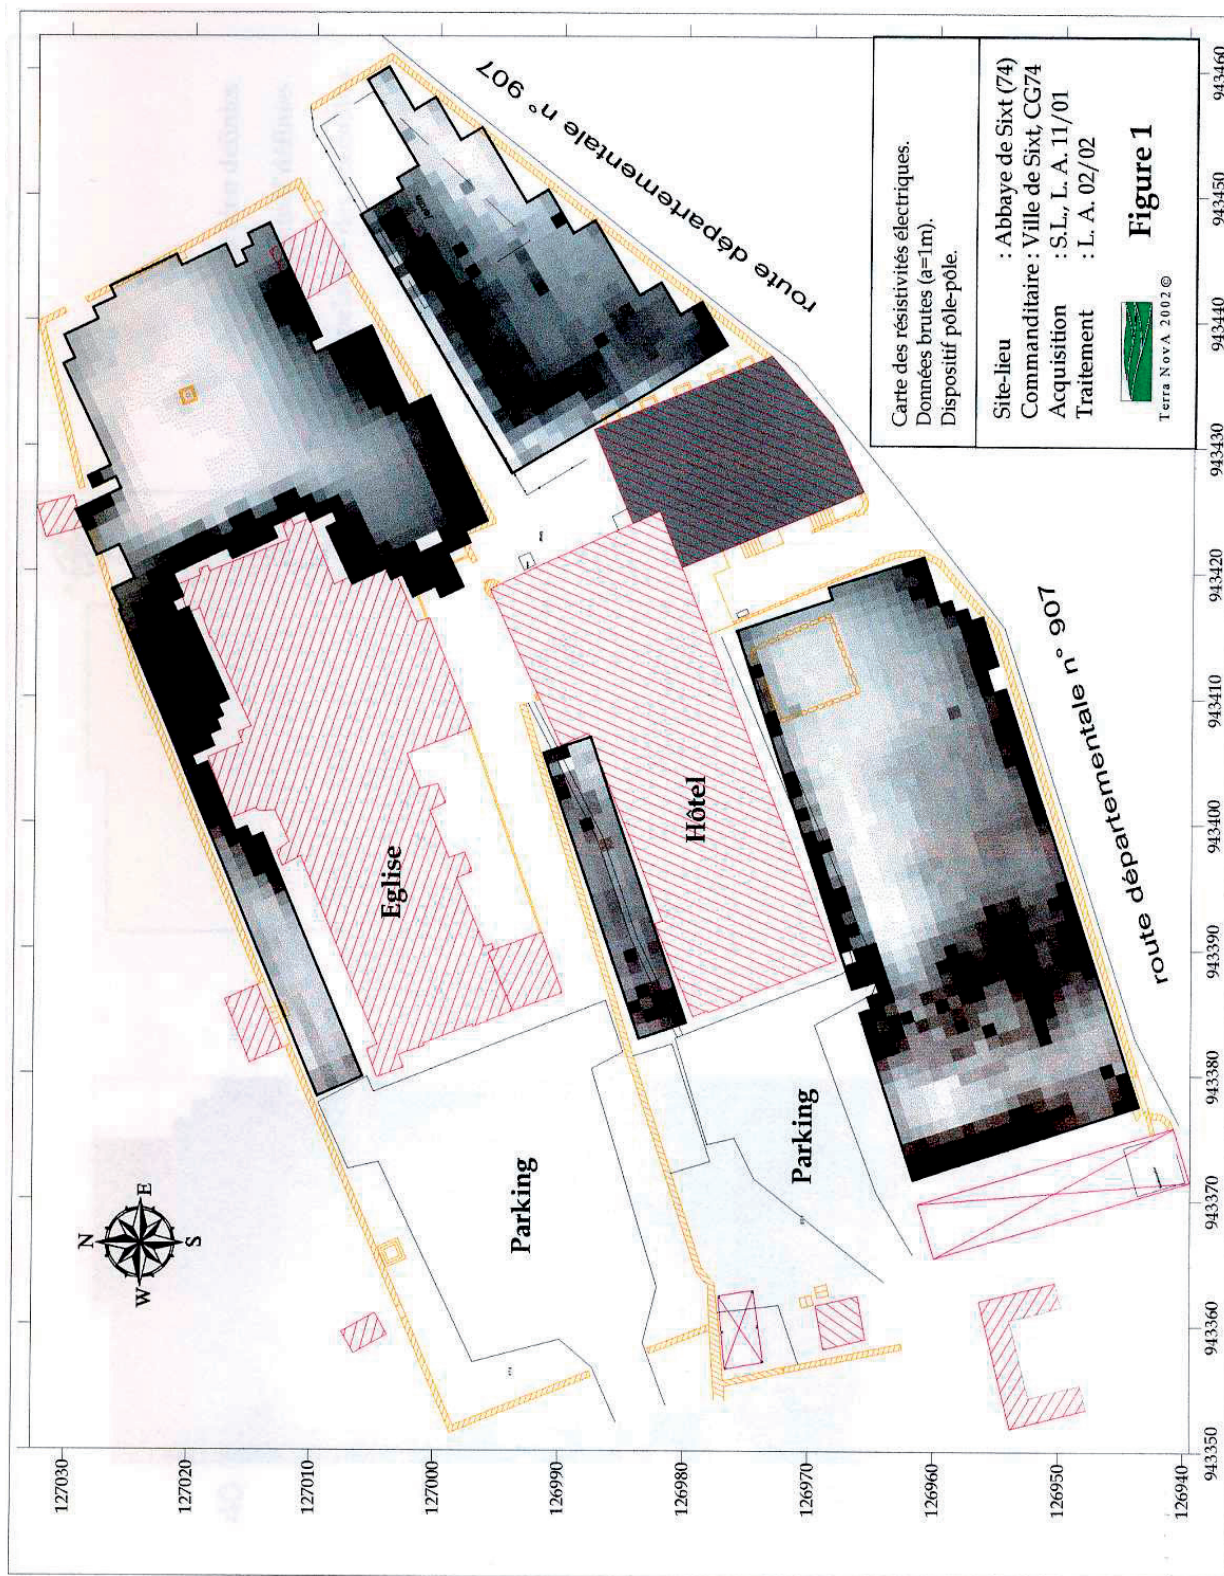 Carte des résistivités électriques.
Données brutes (a=1m).
Dispositif pôle-pôle.
Site-lieu : Abbaye de Sixt (74)
Commanditaire : Ville de Sixt, CG74
Acquisition : S.L., L. A. 11/01
Traitement : L. A. 02/02
Figure 1
Terra NovA 2002©
N
E
S
W
Eglise
Hôtel
Parking
Parking
route départementale n° 907
route départementale n° 907
127030
127020
127010
127000
126990
126980
126970
126960
126950
126940
943350
943360
943370
943380
943390
943400
943410
943420
943430
943440
943450
943460